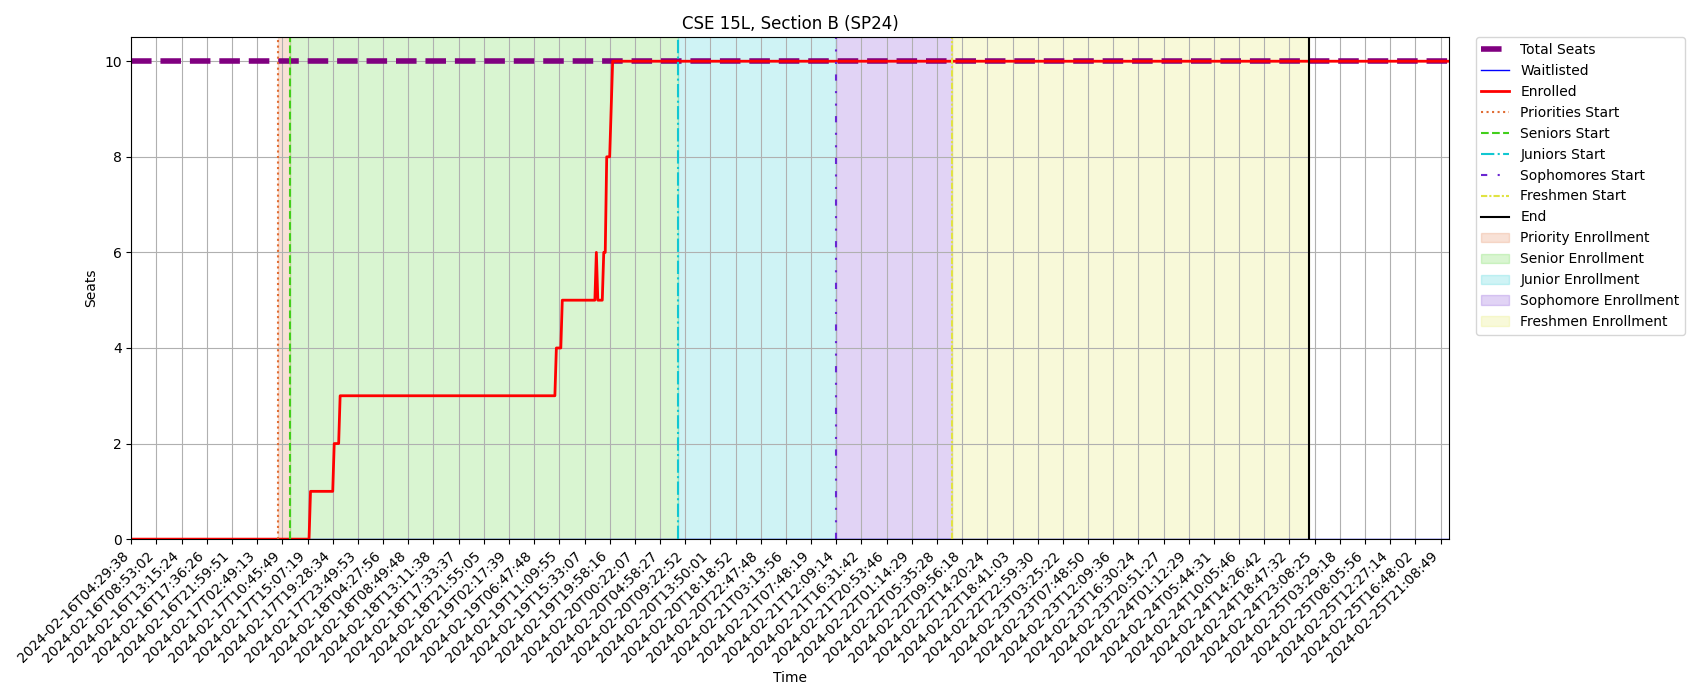 CSE 15L, Section B (SP24)
Seats
10
8
6
4
2
0
2024-02-16T04:29:38
2024-02-16T08:53:02
2024-02-16T13:15:24
2024-02-16T17:36:26
2024-02-16T21:59:51
2024-02-17T02:49:13
2024-02-17T10:45:49
2024-02-17T15:07:19
2024-02-17T19:28:34
2024-02-17T23:49:53
2024-02-18T04:27:56
2024-02-18T08:49:48
2024-02-18T13:11:38
2024-02-18T17:33:37
2024-02-18T21:55:05
2024-02-19T02:17:39
2024-02-19T06:47:48
2024-02-19T11:09:55
2024-02-19T15:33:07
2024-02-19T19:58:16
2024-02-20T00:22:07
2024-02-20T04:58:27
2024-02-20T09:22:52
2024-02-20T13:50:01
2024-02-20T18:18:52
2024-02-20T22:47:48
2024-02-21T03:13:56
2024-02-21T07:48:19
2024-02-21T12:09:14
2024-02-21T16:31:42
2024-02-21T20:53:46
2024-02-22T01:14:29
2024-02-22T05:35:28
2024-02-22T09:56:18
2024-02-22T14:20:24
2024-02-22T18:41:03
2024-02-22T22:59:30
2024-02-23T03:25:22
2024-02-23T07:48:50
2024-02-23T12:09:36
2024-02-23T16:30:24
2024-02-23T20:51:27
2024-02-24T01:12:29
2024-02-24T05:44:31
2024-02-24T10:05:46
2024-02-24T14:26:42
2024-02-24T18:47:32
2024-02-24T23:08:25
2024-02-25T03:29:18
2024-02-25T08:05:56
2024-02-25T12:27:14
2024-02-25T16:48:02
2024-02-25T21:08:49
Time
Total Seats
Waitlisted
Enrolled
Priorities Start
Seniors Start
Juniors Start
Sophomores Start
Freshmen Start
End
Priority Enrollment
Senior Enrollment
Junior Enrollment
Sophomore Enrollment
Freshmen Enrollment